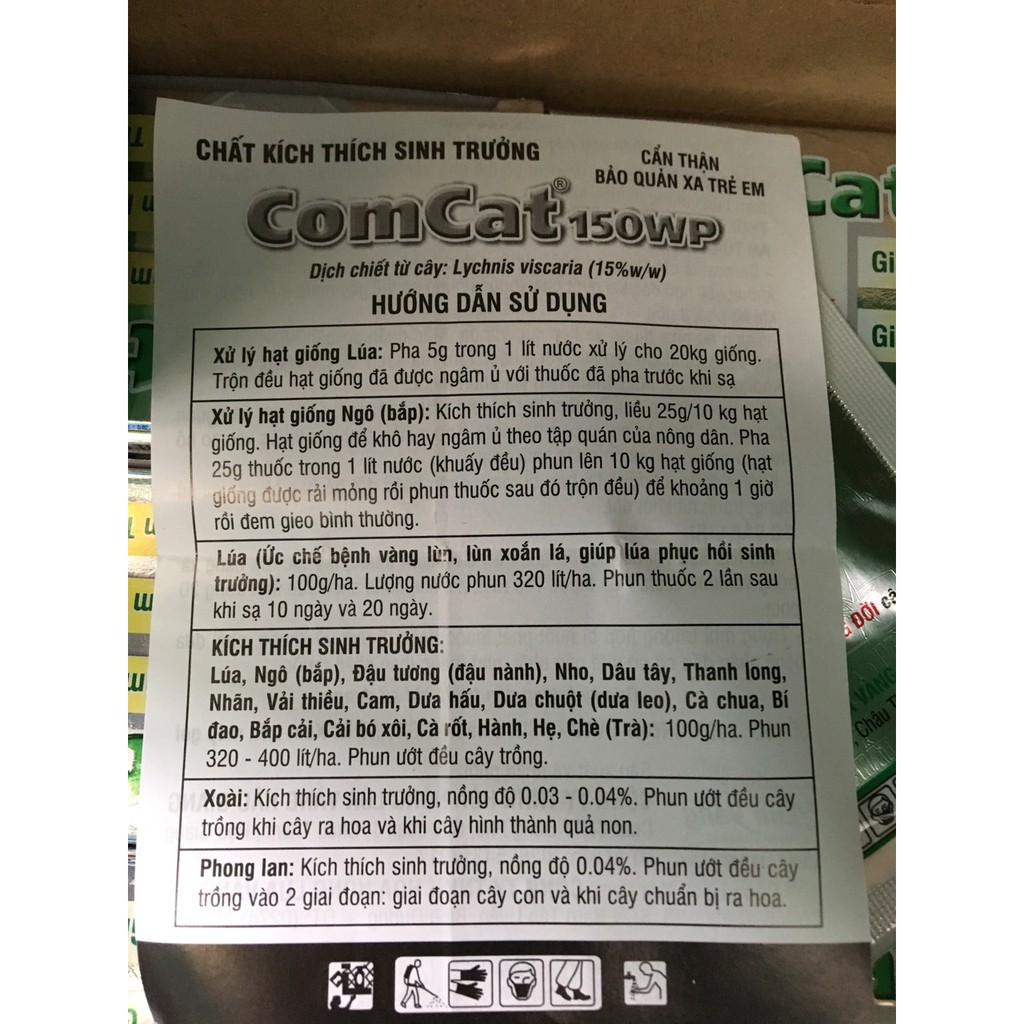 CHẤT KÍCH THÍCH SINH TRƯỞNG
CẨN THẬN
BẢO QUẢN XA TRẺ EM
ComCat® 150WP
Dịch chiết từ cây: Lychnis viscaria (15%w/w)
HƯỚNG DẪN SỬ DỤNG
Xử lý hạt giống Lúa: Pha 5g trong 1 lít nước xử lý cho 20kg giống.
Trộn đều hạt giống đã được ngâm ủ với thuốc đã pha trước khi sạ
Xử lý hạt giống Ngô (bắp): Kích thích sinh trưởng, liều 25g/10 kg hạt
giống. Hạt giống để khô hay ngâm ủ theo tập quán của nông dân. Pha
25g thuốc trong 1 lít nước (khuấy đều) phun lên 10 kg hạt giống (hạt
giống được rải mỏng rồi phun thuốc sau đó trộn đều) để khoảng 1 giờ
rồi đem gieo bình thường.
Lúa (Ức chế bệnh vàng lùn, lùn xoắn lá, giúp lúa phục hồi sinh
trưởng): 100g/ha. Lượng nước phun 320 lít/ha. Phun thuốc 2 lần sau
khi sạ 10 ngày và 20 ngày.
KÍCH THÍCH SINH TRƯỞNG:
Lúa, Ngô (bắp), Đậu tương (đậu nành), Nho, Dâu tây, Thanh long,
Nhãn, Vải thiều, Cam, Dưa hấu, Dưa chuột (dưa leo), Cà chua, Bí
đao, Bắp cải, Cải bó xôi, Cà rốt, Hành, Hẹ, Chè (Trà): 100g/ha. Phun
320 - 400 lít/ha. Phun ướt đều cây trồng.
Xoài: Kích thích sinh trưởng, nồng độ 0.03 - 0.04%. Phun ướt đều cây
trồng khi cây ra hoa và khi cây hình thành quả non.
Phong lan: Kích thích sinh trưởng, nồng độ 0.04%. Phun ướt đều cây
trồng vào 2 giai đoạn: giai đoạn cây con và khi cây chuẩn bị ra hoa.
Cat
Gi
Gi
ĐÒI
VÀNG
Châu T